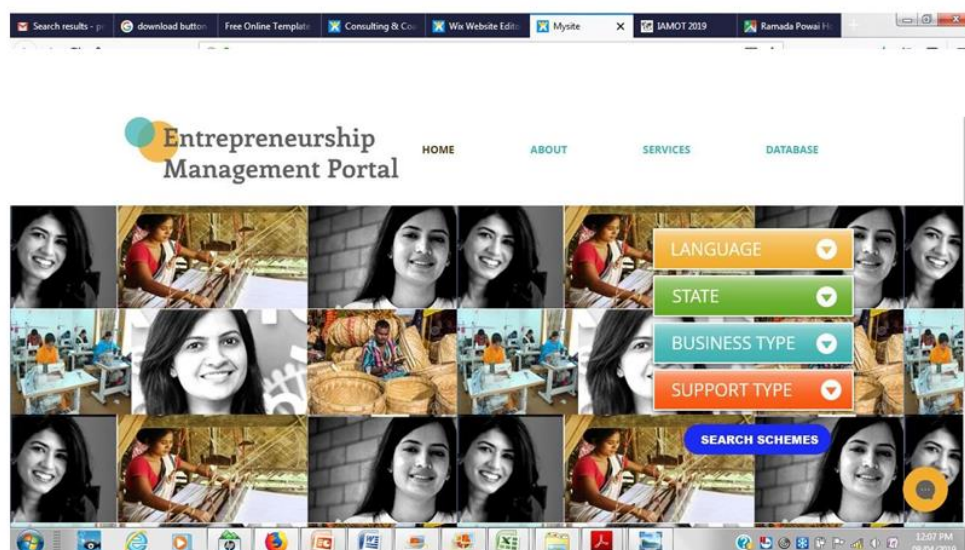 Search results - p
download button
Free Online Templat
Consulting & Co
Wix Website Edit
Mysite
IAMOT 2019
Ramada Powai H
Entrepreneurship
Management Portal
HOME
ABOUT
SERVICES
DATABASE
LANGUAGE
STATE
BUSINESS TYPE
SUPPORT TYPE
SEARCH SCHEMES
12:07 PM